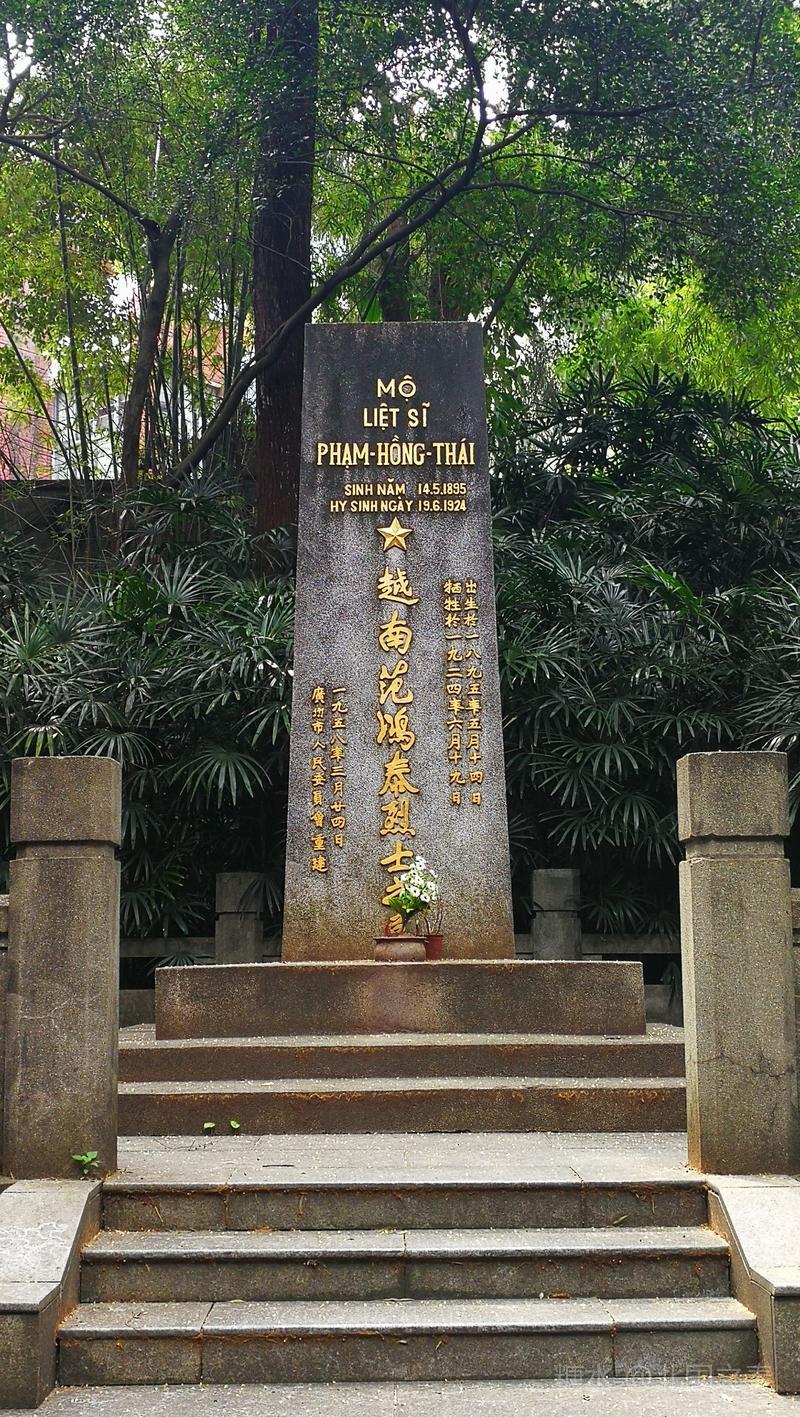 MỘ
LIỆT SĨ
PHẠM-HỒNG-THÁI
SINH NĂM 14.5.1895
HY SINH NGÀY 19.6.1924
出生於一八九五年五月十四日
犧牲於一九二四年六月十九日
越南范鴻泰烈士之
一九五八年三月廿四日
廣州市人民委員會重建